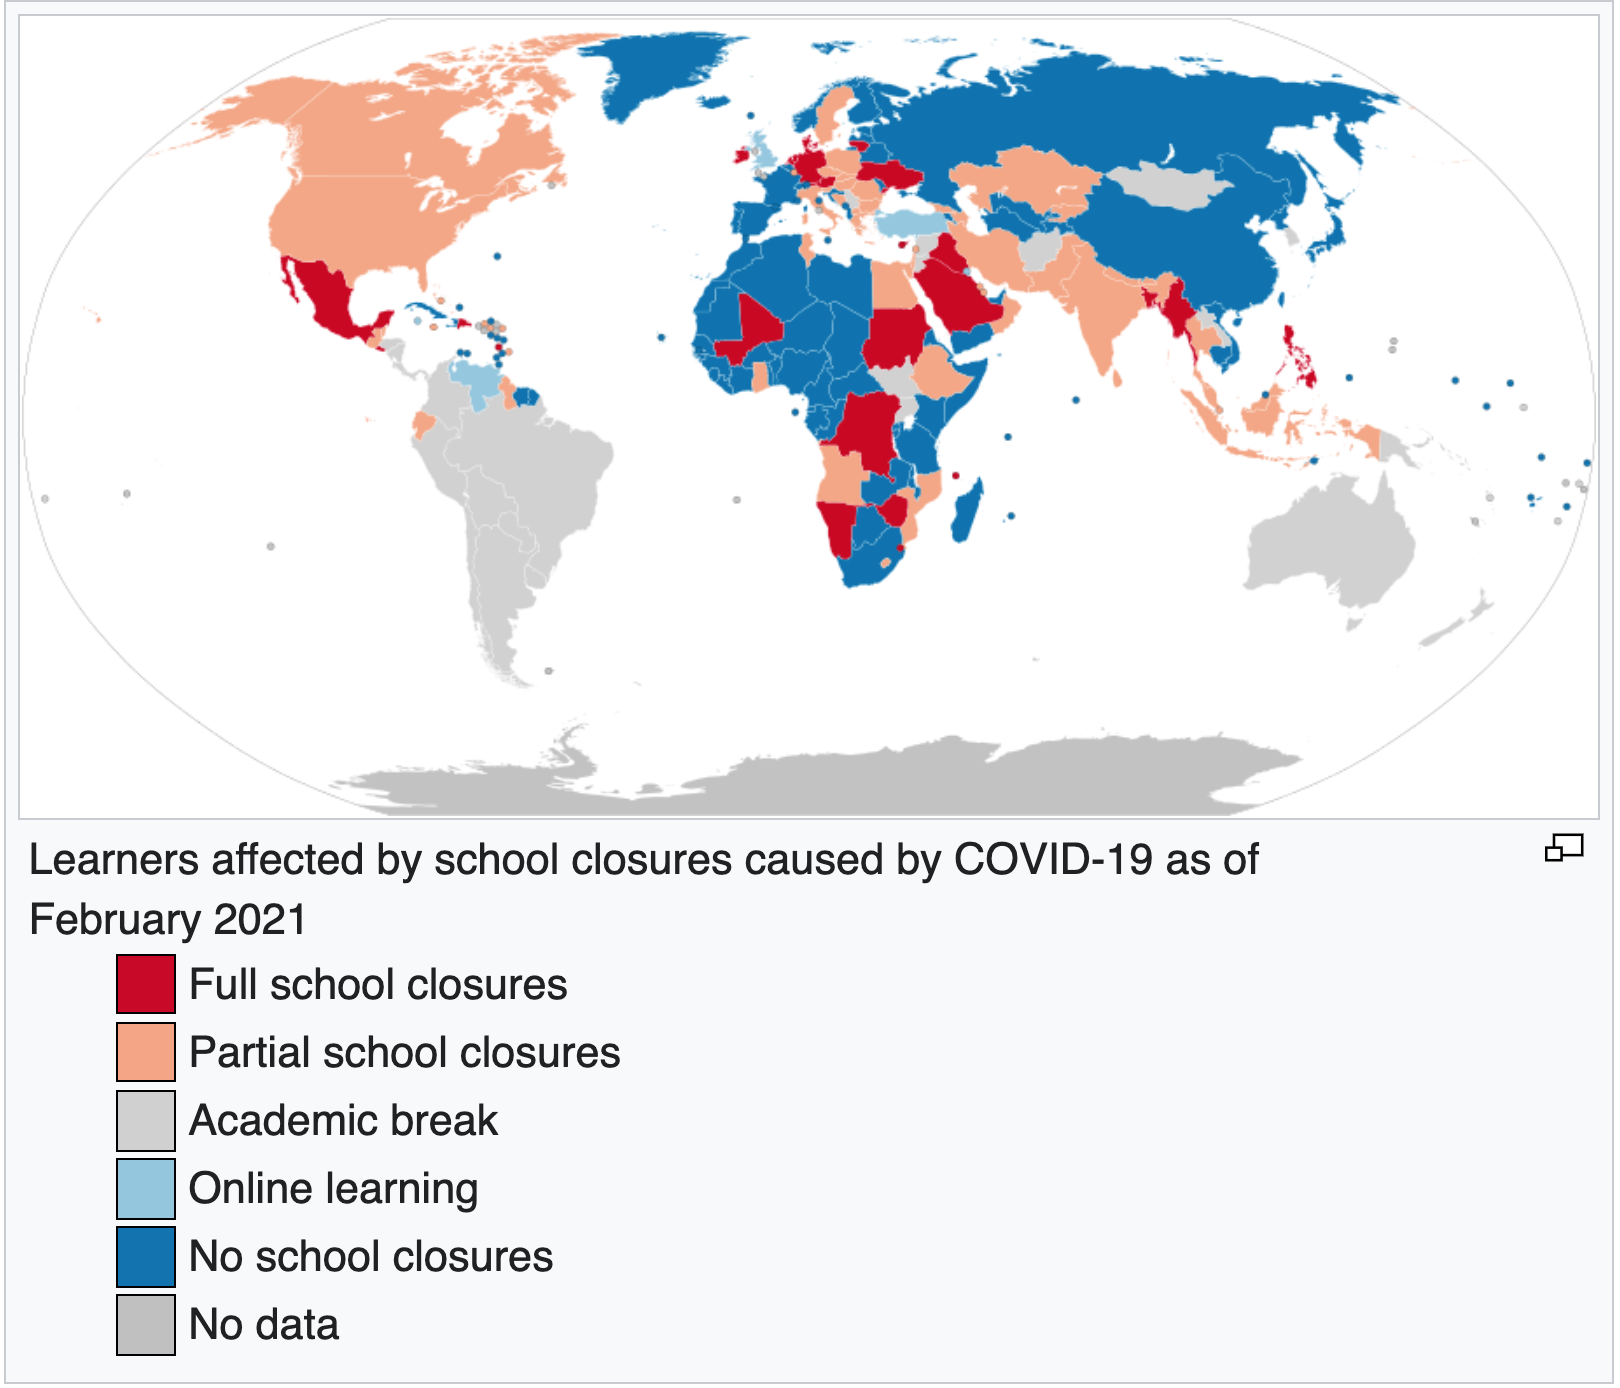 Learners affected by school closures caused by COVID-19 as of
February 2021
Full school closures
Partial school closures
Academic break
Online learning
No school closures
No data